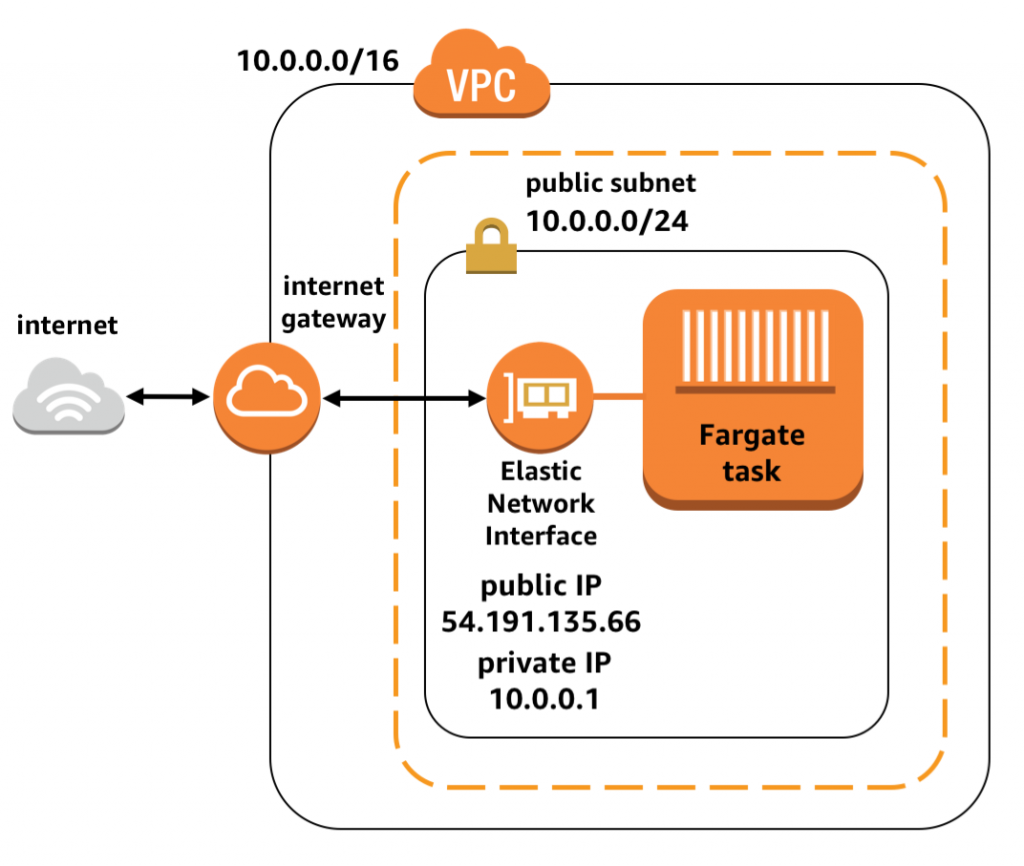 10.0.0.0/16
VPC
public subnet
10.0.0.0/24
internet
gateway
internet
Fargate
task
Elastic
Network
Interface
public IP
54.191.135.66
private IP
10.0.0.1